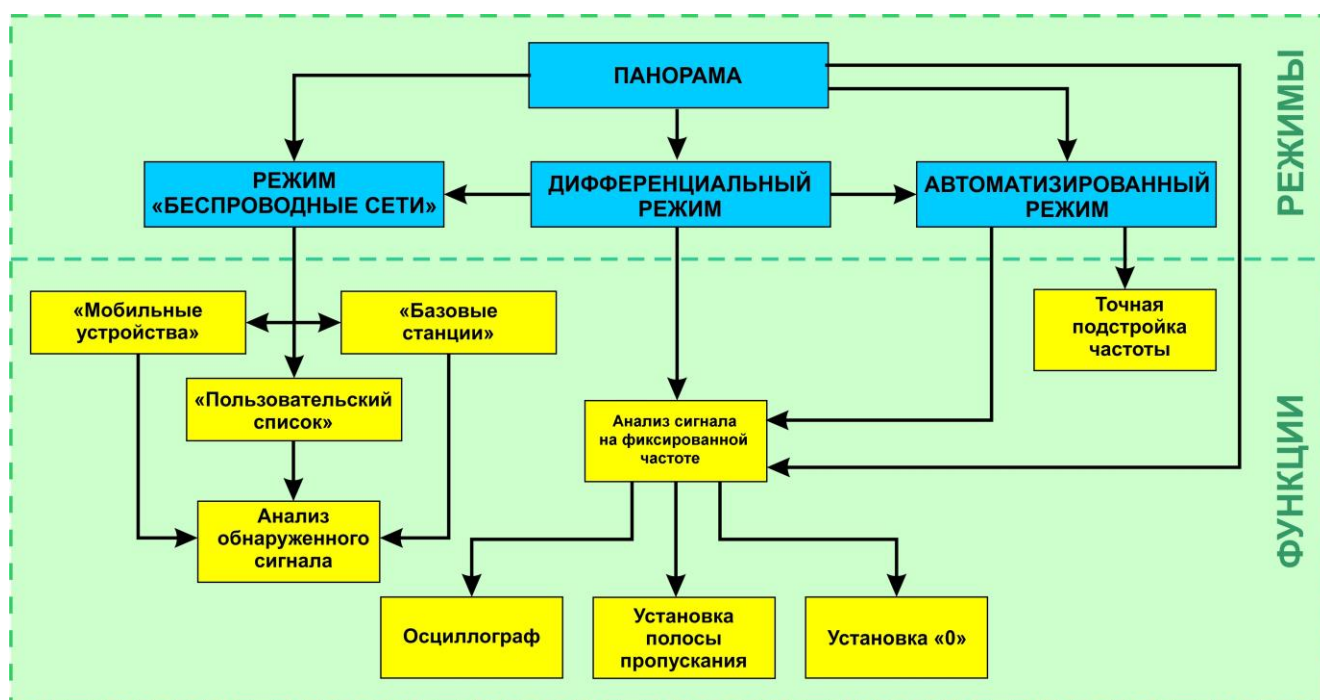 ПАНОРАМА
РЕЖИМ
«БЕСПРОВОДНЫЕ СЕТИ»
ДИФФЕРЕНЦИАЛЬНЫЙ
РЕЖИМ
АВТОМАТИЗИРОВАННЫЙ
РЕЖИМ
РЕЖИМЫ
«Мобильные
устройства»
«Базовые
станции»
Точная
подстройка
частоты
«Пользовательский
список»
Анализ сигнала
на фиксированной
частоте
Анализ
обнаруженного
сигнала
ФУНКЦИИ
Осциллограф
Установка
полосы
пропускания
Установка «0»